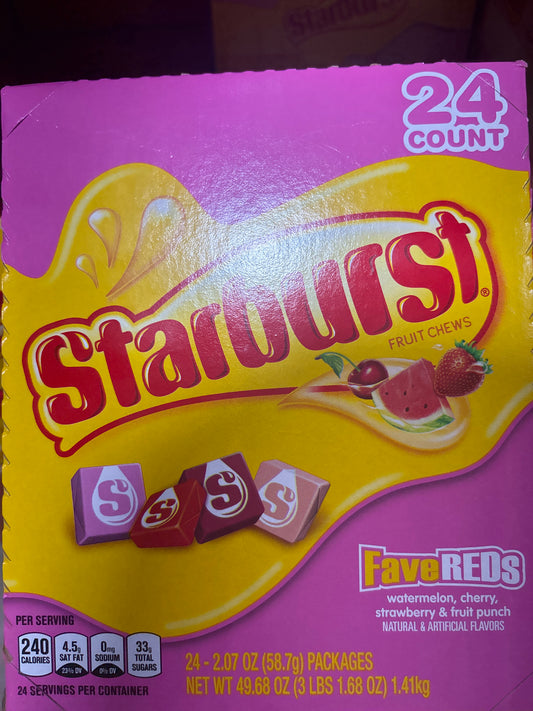 24
COUNT
Starburst®
FRUIT CHEWS
S S S S
FaveREDs
watermelon, cherry,
strawberry & fruit punch
NATURAL & ARTIFICIAL FLAVORS
PER SERVING
240 CALORIES
4.5g SAT FAT 23% DV
0mg SODIUM 0% DV
33g TOTAL SUGARS
24 SERVINGS PER CONTAINER
24 - 2.07 OZ (58.7g) PACKAGES
NET WT 49.68 OZ (3 LBS 1.68 OZ) 1.41kg